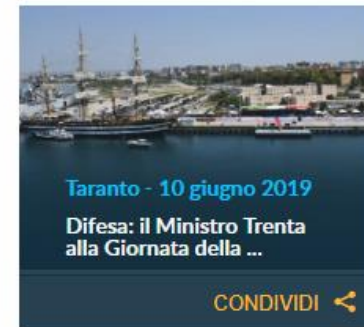 Taranto - 10 giugno 2019
Difesa: il Ministro Trenta
alla Giornata della ...
CONDIVIDI